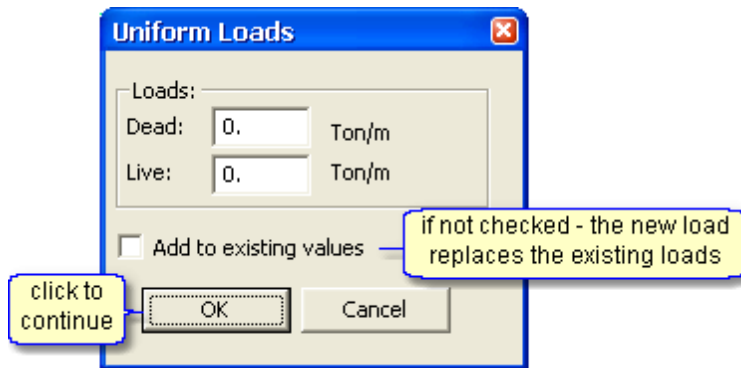 Uniform Loads
Loads:
Dead: 0. Ton/m
Live: 0. Ton/m
Add to existing values
if not checked - the new load
replaces the existing loads
click to
continue
OK Cancel